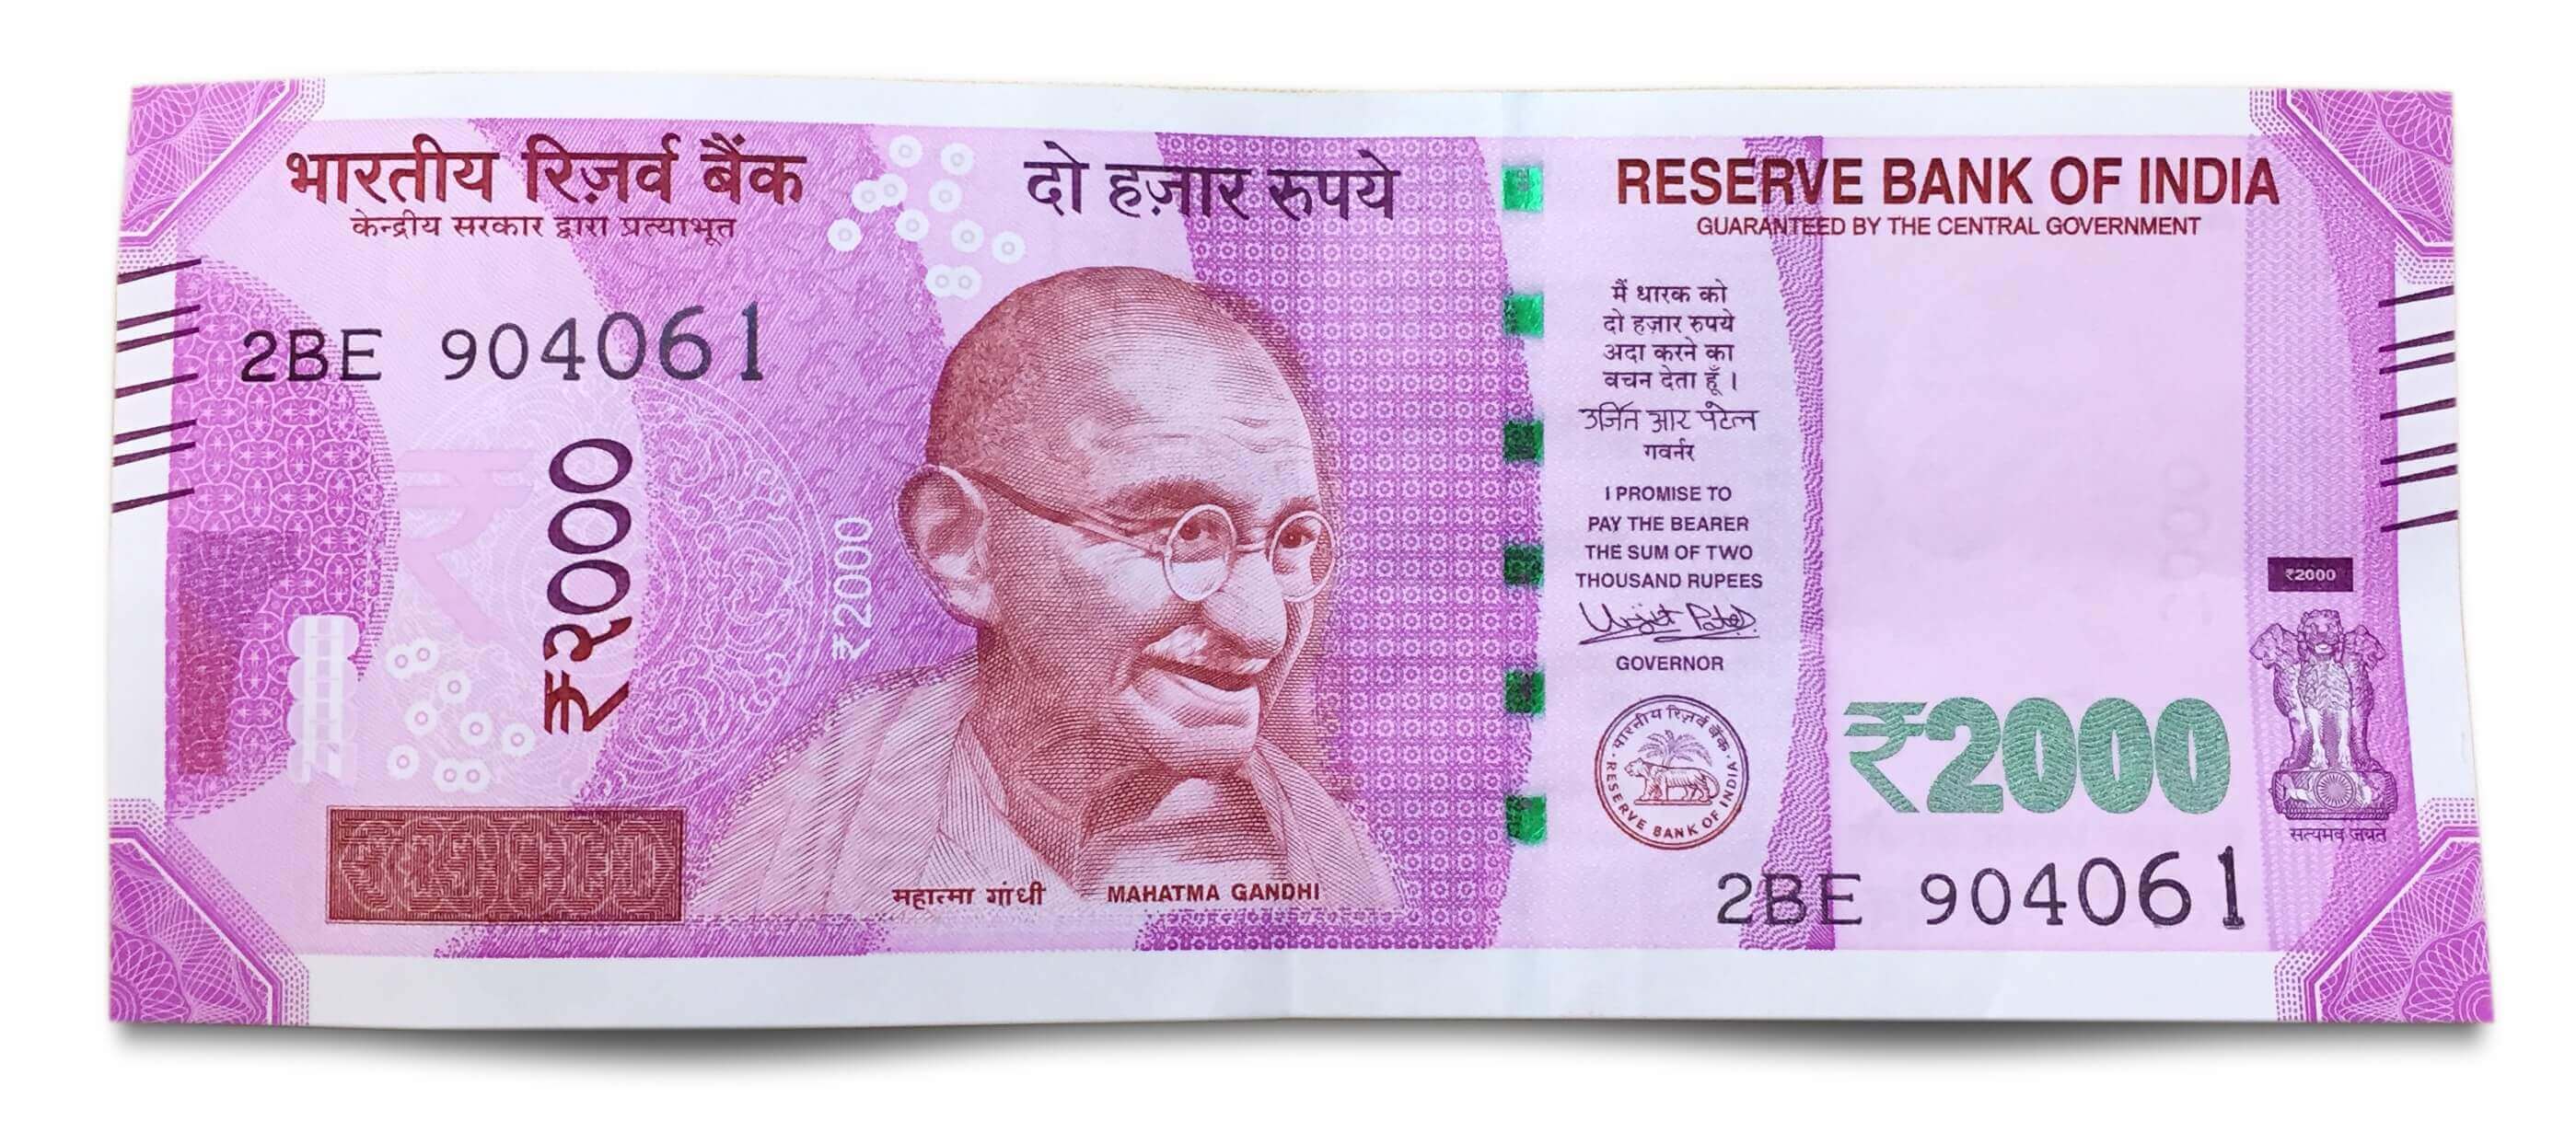 भारतीय रिज़र्व बैंक
केन्द्रीय सरकार द्वारा प्रत्याभूत
दो हज़ार रुपये
RESERVE BANK OF INDIA
GUARANTEED BY THE CENTRAL GOVERNMENT
2BE 904061
₹२०००
₹2000
मैं धारक को
दो हज़ार रुपये
अदा करने का
वचन देता हूँ ।
उर्जित आर पटेल
गवर्नर
I PROMISE TO
PAY THE BEARER
THE SUM OF TWO
THOUSAND RUPEES
Urjit Patel
GOVERNOR
भारतीय रिज़र्व बैंक
RESERVE BANK OF INDIA
₹2000
₹2000
सत्यमेव जयते
महात्मा गांधी
MAHATMA GANDHI
2BE 904061